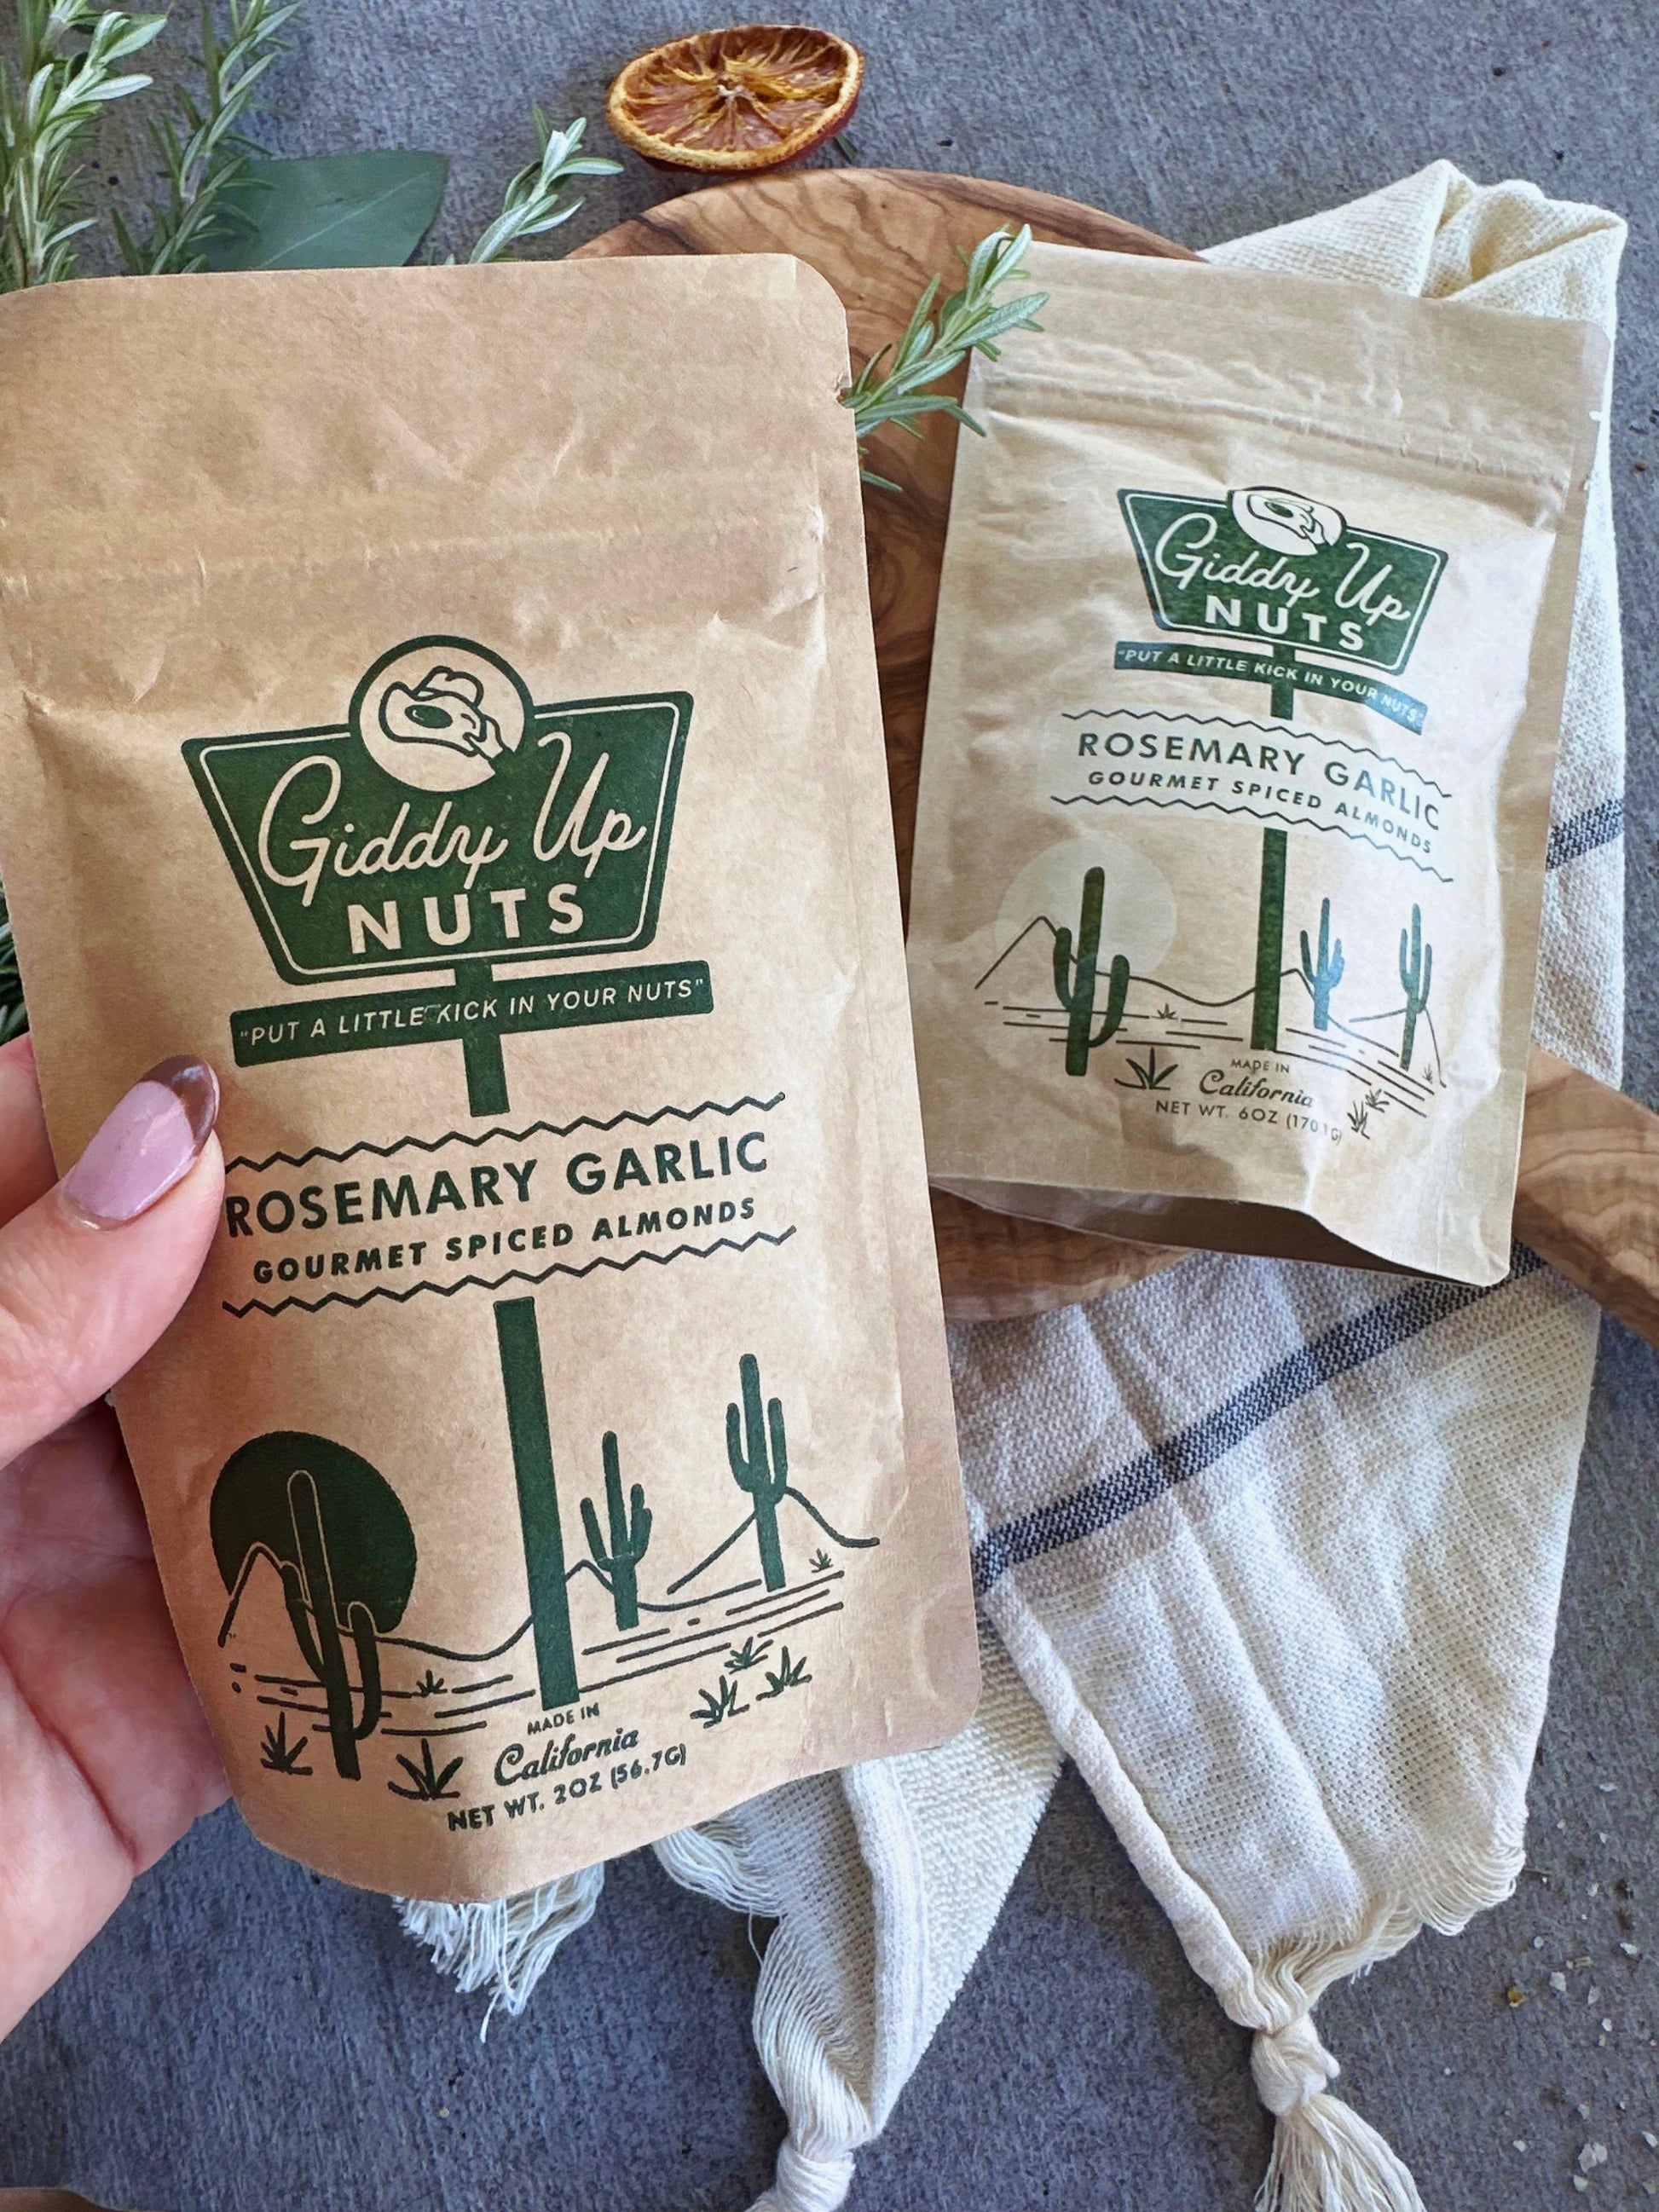 Giddy Up
NUTS
"PUT A LITTLE KICK IN YOUR NUTS"
ROSEMARY GARLIC
GOURMET SPICED ALMONDS
MADE IN
California
NET WT. 2OZ (56.7G)
Giddy Up
NUTS
"PUT A LITTLE KICK IN YOUR NUTS"
ROSEMARY GARLIC
GOURMET SPICED ALMONDS
MADE IN
California
NET WT. 6OZ (170.1G)